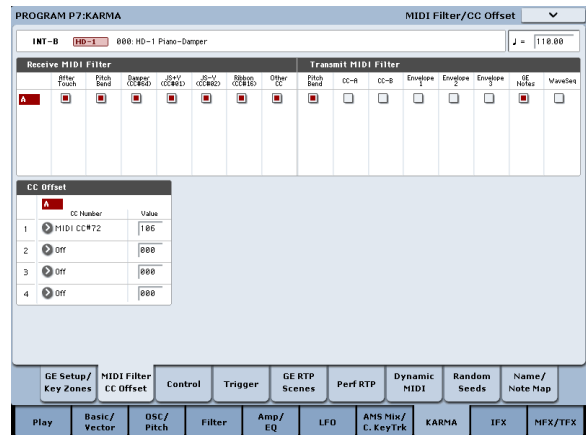 PROGRAM P7:KARMA MIDI Filter/CC Offset
INT-B HD-1 000: HD-1 Piano-Damper ♩= 110.00
Receive MIDI Filter Transmit MIDI Filter
After Touch Pitch Bend Damper (CC#64) JS+Y (CC#01) JS-Y (CC#02) Ribbon (CC#16) Other CC Pitch Bend CC-A CC-B Envelope 1 Envelope 2 Envelope 3 GE Notes WaveSeq
A
CC Offset
A
CC Number Value
1 MIDI CC#72 106
2 Off 000
3 Off 000
4 Off 000
GE Setup/ Key Zones MIDI Filter CC Offset Control Trigger GE RTP Scenes Perf RTP Dynamic MIDI Random Seeds Name/ Note Map
Play Basic/ Vector OSC/ Pitch Filter Amp/ EQ LFO AMS Mix/ C. KeyTrk KARMA IFX MFX/TFX